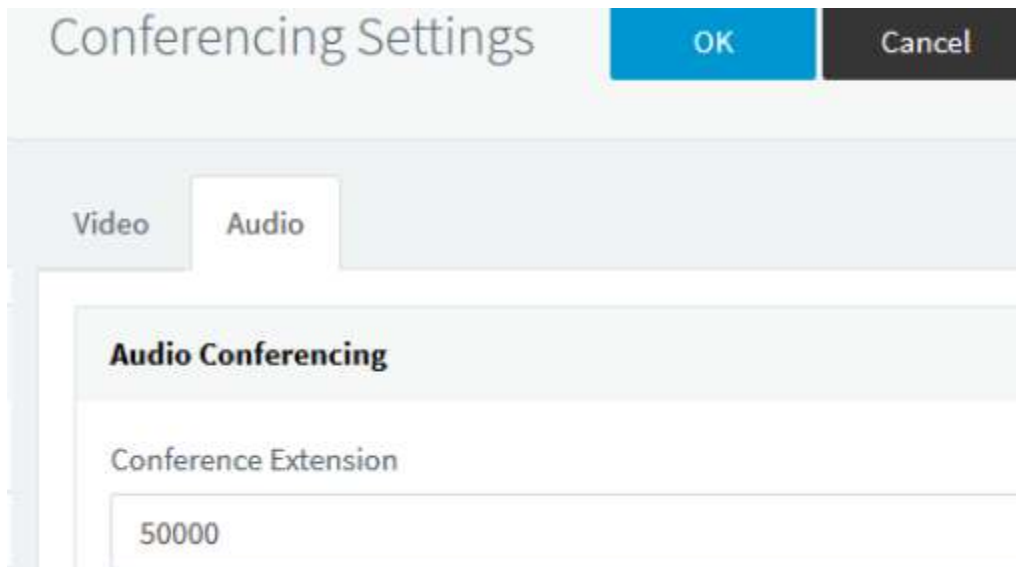 Conferencing Settings OK Cancel
Video Audio
Audio Conferencing
Conference Extension
50000